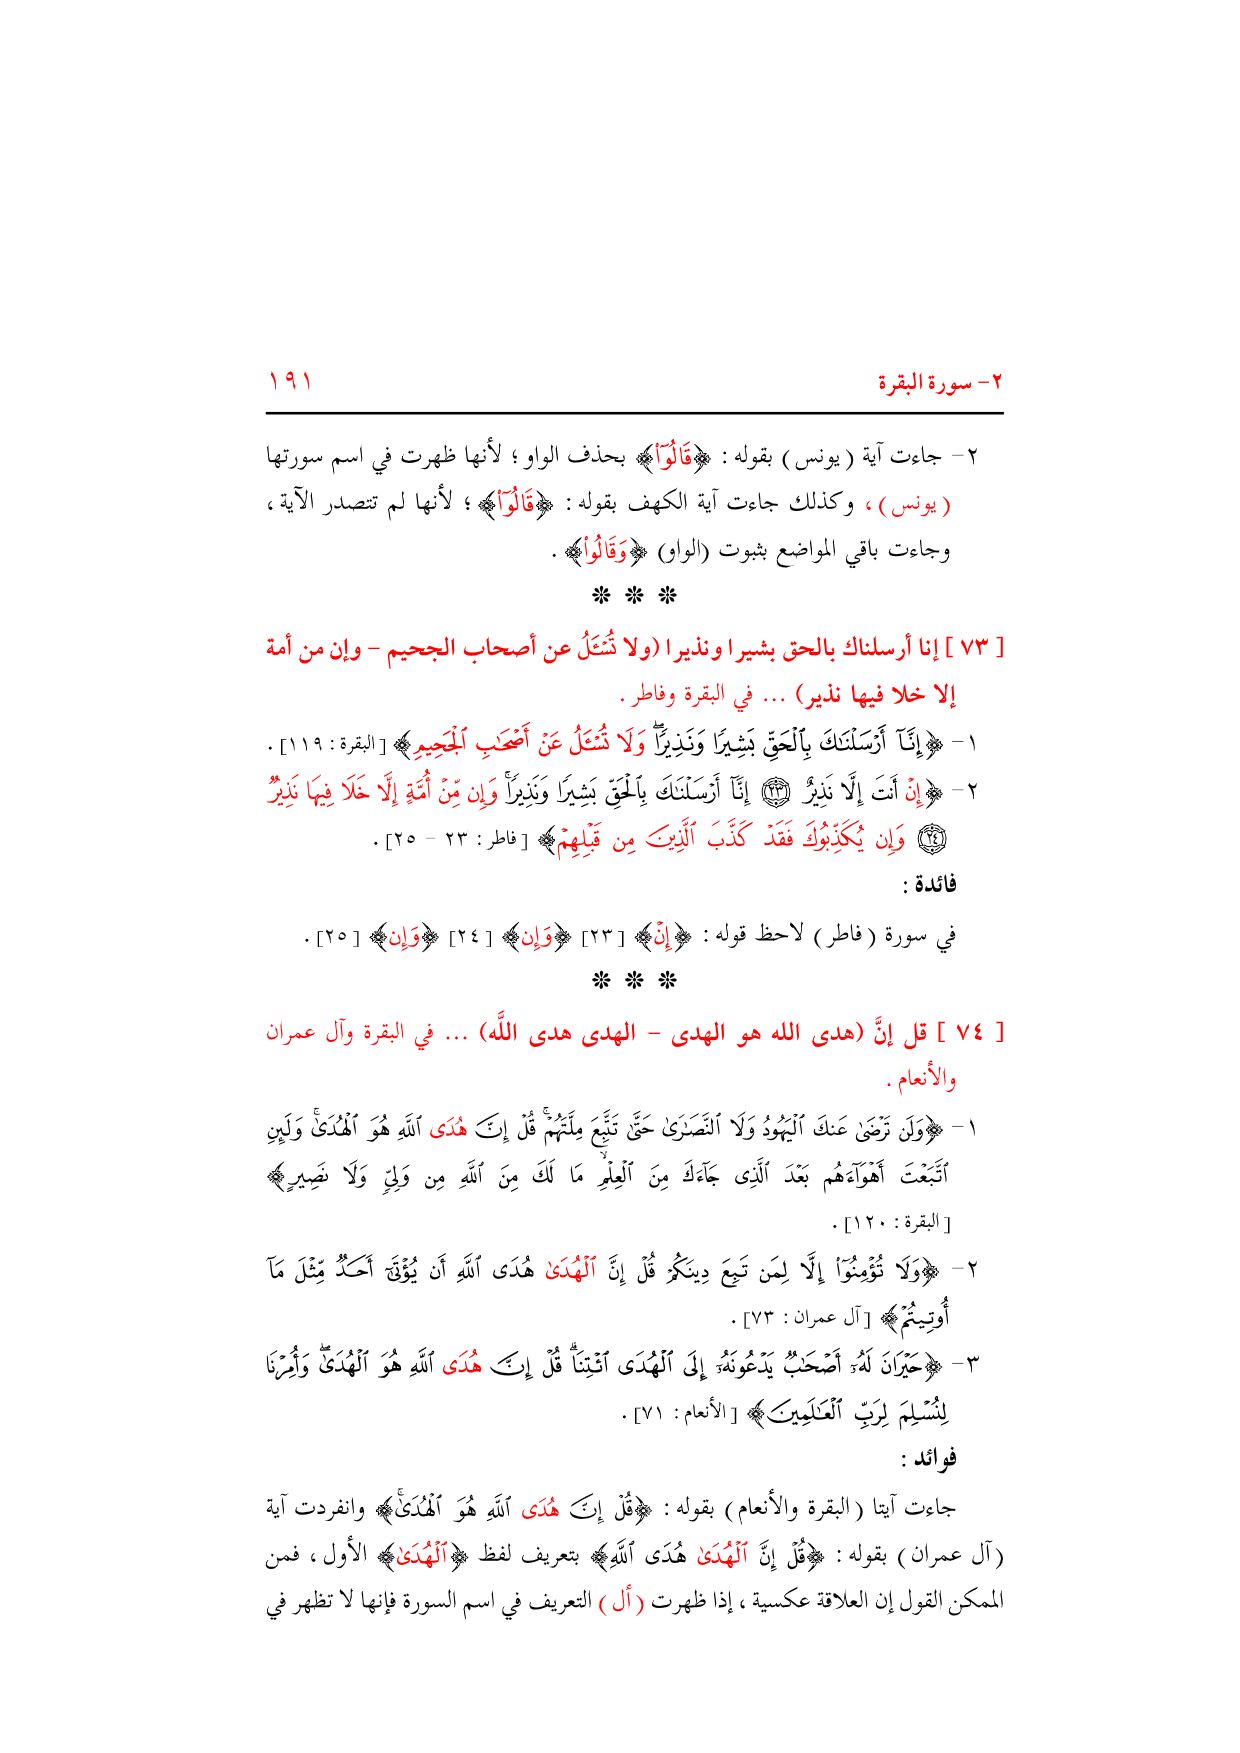 ٢- سورة البقرة ١٩١
٢- جاءت آية (يونس) بقوله : ﴿قَالُوٓاْ﴾ بحذف الواو ؛ لأنها ظهرت في اسم سورتها
(يونس) ، وكذلك جاءت آية الكهف بقوله : ﴿قَالُوٓاْ﴾ ؛ لأنها لم تتصدر الآية ،
وجاءت باقي المواضع بثبوت (الواو) ﴿وَقَالُواْ﴾ .
* * *
[ ٧٣ ] إنا أرسلناك بالحق بشيرا ونذيرا (ولا تُسْـَٔلُ عن أصحاب الجحيم – وإن من أمة
إلا خلا فيها نذير) ... في البقرة وفاطر .
١- ﴿إِنَّآ أَرْسَلْنَٰكَ بِٱلْحَقِّ بَشِيرًا وَنَذِيرًاۖ وَلَا تُسْـَٔلُ عَنْ أَصْحَٰبِ ٱلْجَحِيمِ﴾ [البقرة : ١١٩] .
٢- ﴿إِنْ أَنتَ إِلَّا نَذِيرٌ ٢٣ إِنَّآ أَرْسَلْنَٰكَ بِٱلْحَقِّ بَشِيرًا وَنَذِيرًاۚ وَإِن مِّنْ أُمَّةٍ إِلَّا خَلَا فِيهَا نَذِيرٌ
٢٤ وَإِن يُكَذِّبُوكَ فَقَدْ كَذَّبَ ٱلَّذِينَ مِن قَبْلِهِمْ﴾ [فاطر : ٢٣ – ٢٥] .
فائدة :
في سورة (فاطر) لاحظ قوله : ﴿إِنْ﴾ [٢٣] ﴿وَإِن﴾ [٢٤] ﴿وَإِن﴾ [٢٥] .
* * *
[ ٧٤ ] قل إنَّ (هدى الله هو الهدى – الهدى هدى اللَّه) ... في البقرة وآل عمران
والأنعام .
١- ﴿وَلَن تَرْضَىٰ عَنكَ ٱلْيَهُودُ وَلَا ٱلنَّصَٰرَىٰ حَتَّىٰ تَتَّبِعَ مِلَّتَهُمْۗ قُلْ إِنَّ هُدَى ٱللَّهِ هُوَ ٱلْهُدَىٰۗ وَلَئِنِ
ٱتَّبَعْتَ أَهْوَآءَهُم بَعْدَ ٱلَّذِى جَآءَكَ مِنَ ٱلْعِلْمِۙ مَا لَكَ مِنَ ٱللَّهِ مِن وَلِىٍّ وَلَا نَصِيرٍ﴾
[البقرة : ١٢٠] .
٢- ﴿وَلَا تُؤْمِنُوٓاْ إِلَّا لِمَن تَبِعَ دِينَكُمْ قُلْ إِنَّ ٱلْهُدَىٰ هُدَى ٱللَّهِ أَن يُؤْتَىٰٓ أَحَدٌ مِّثْلَ مَآ
أُوتِيتُمْ﴾ [آل عمران : ٧٣] .
٣- ﴿حَيْرَانَ لَهُۥٓ أَصْحَٰبٌ يَدْعُونَهُۥٓ إِلَى ٱلْهُدَى ٱئْتِنَاۗ قُلْ إِنَّ هُدَى ٱللَّهِ هُوَ ٱلْهُدَىٰۖ وَأُمِرْنَا
لِنُسْلِمَ لِرَبِّ ٱلْعَٰلَمِينَ﴾ [الأنعام : ٧١] .
فوائد :
جاءت آيتا (البقرة والأنعام) بقوله : ﴿قُلْ إِنَّ هُدَى ٱللَّهِ هُوَ ٱلْهُدَىٰۗ﴾ وانفردت آية
(آل عمران) بقوله : ﴿قُلْ إِنَّ ٱلْهُدَىٰ هُدَى ٱللَّهِ﴾ بتعريف لفظ ﴿ٱلْهُدَىٰ﴾ الأول ، فمن
الممكن القول إن العلاقة عكسية ، إذا ظهرت (أل) التعريف في اسم السورة فإنها لا تظهر في